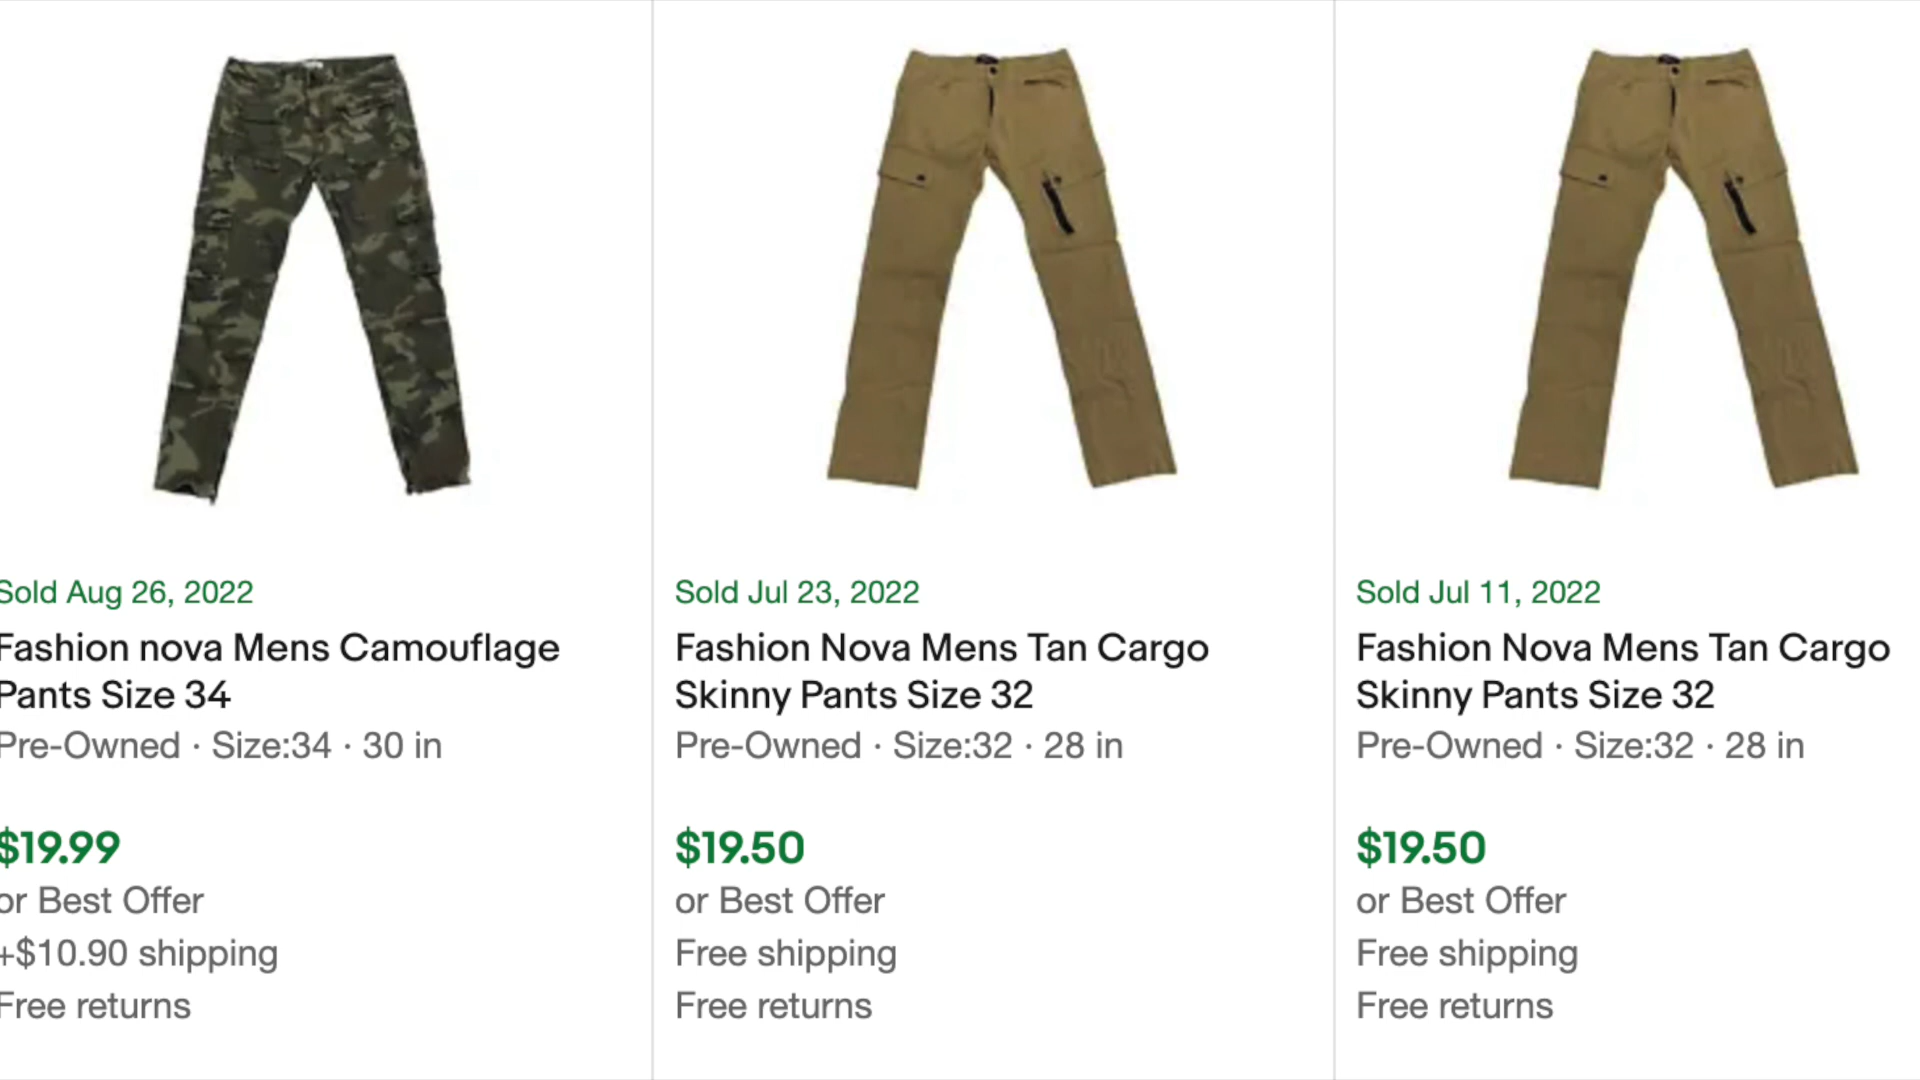 Sold Aug 26, 2022
Fashion nova Mens Camouflage
Pants Size 34
Pre-Owned · Size:34 · 30 in
$19.99
or Best Offer
+$10.90 shipping
Free returns
Sold Jul 23, 2022
Fashion Nova Mens Tan Cargo
Skinny Pants Size 32
Pre-Owned · Size:32 · 28 in
$19.50
or Best Offer
Free shipping
Free returns
Sold Jul 11, 2022
Fashion Nova Mens Tan Cargo
Skinny Pants Size 32
Pre-Owned · Size:32 · 28 in
$19.50
or Best Offer
Free shipping
Free returns